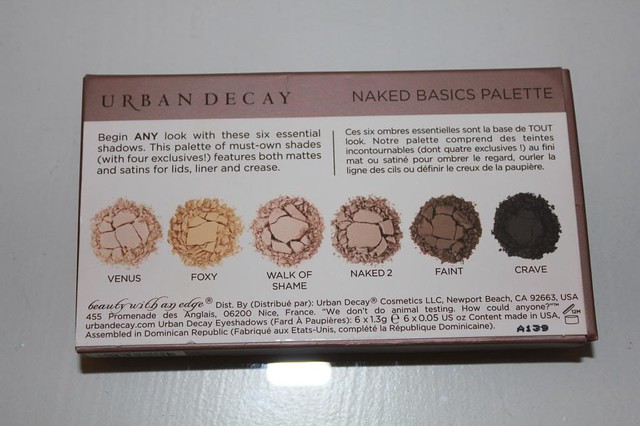 URBAN DECAY
NAKED BASICS PALETTE
Begin ANY look with these six essential
shadows. This palette of must-own shades
(with four exclusives!) features both mattes
and satins for lids, liner and crease.
Ces six ombres essentielles sont la base de TOUT
look. Notre palette comprend des teintes
incontournables (dont quatre exclusives !) au fini
mat ou satiné pour ombrer le regard, ourler la
ligne des cils ou définir le creux de la paupière.
VENUS
FOXY
WALK OF
SHAME
NAKED 2
FAINT
CRAVE
beauty with an edge® Dist. By (Distribué par): Urban Decay® Cosmetics LLC, Newport Beach, CA 92663, USA
455 Promenade des Anglais, 06200 Nice, France. "We don't do animal testing. How could anyone?"™
urbandecay.com Urban Decay Eyeshadows (Fard À Paupières): 6 x 1.3g ℮ 6 x 0.05 US oz Content made in USA,
Assembled in Dominican Republic (Fabriqué aux Etats-Unis, complété la République Dominicaine).
12M
A139